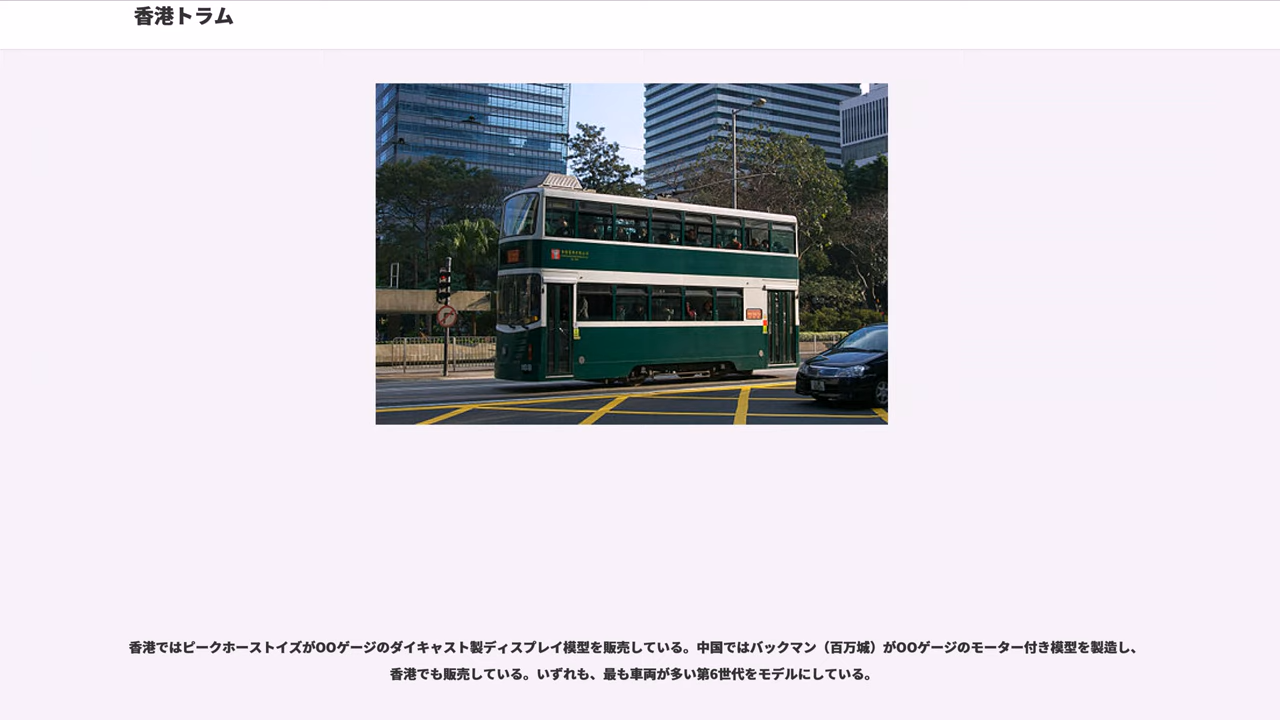 香港トラム
香港ではピークホーストイズがOOゲージのダイキャスト製ディスプレイ模型を販売している。中国ではバックマン（百万城）がOOゲージのモーター付き模型を製造し、
香港でも販売している。いずれも、最も車両が多い第6世代をモデルにしている。